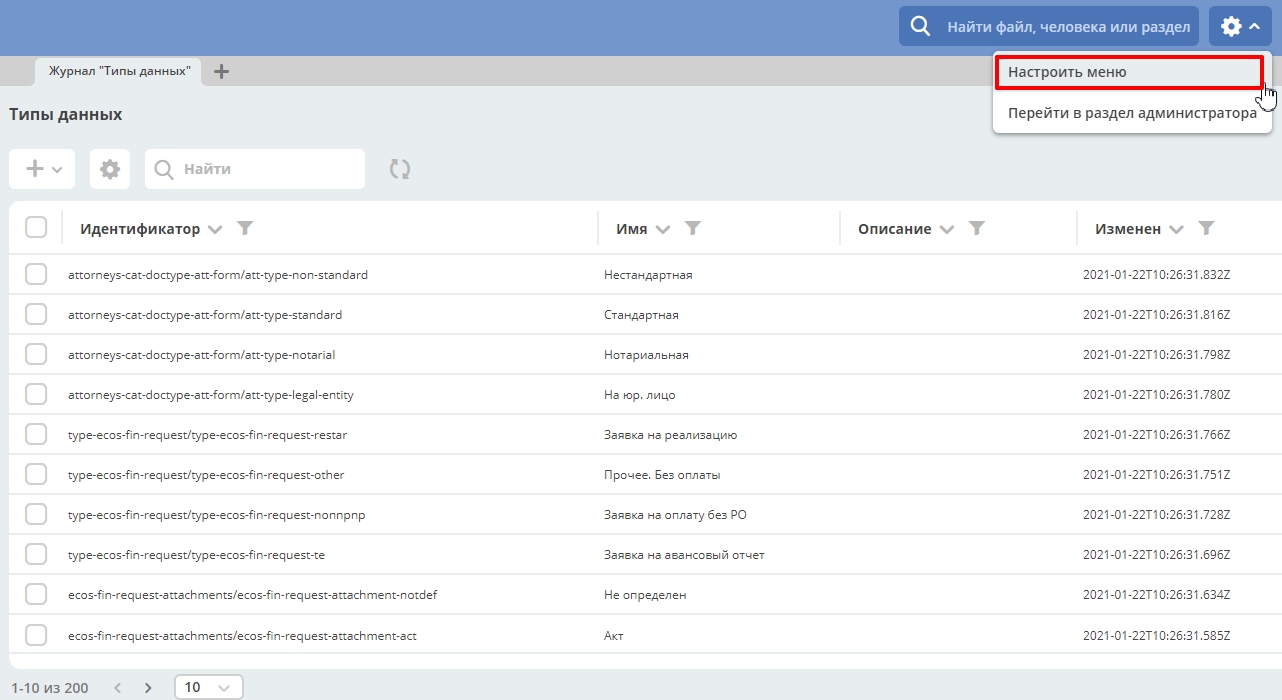 Найти файл, человека или раздел
Журнал "Типы данных"
Настроить меню
Перейти в раздел администратора
Типы данных
Найти
Идентификатор Имя Описание Изменен
attorneys-cat-doctype-att-form/att-type-non-standard Нестандартная 2021-01-22T10:26:31.832Z
attorneys-cat-doctype-att-form/att-type-standard Стандартная 2021-01-22T10:26:31.816Z
attorneys-cat-doctype-att-form/att-type-notarial Нотариальная 2021-01-22T10:26:31.798Z
attorneys-cat-doctype-att-form/att-type-legal-entity На юр. лицо 2021-01-22T10:26:31.780Z
type-ecos-fin-request/type-ecos-fin-request-restar Заявка на реализацию 2021-01-22T10:26:31.766Z
type-ecos-fin-request/type-ecos-fin-request-other Прочее. Без оплаты 2021-01-22T10:26:31.751Z
type-ecos-fin-request/type-ecos-fin-request-nonnpnp Заявка на оплату без РО 2021-01-22T10:26:31.728Z
type-ecos-fin-request/type-ecos-fin-request-te Заявка на авансовый отчет 2021-01-22T10:26:31.696Z
ecos-fin-request-attachments/ecos-fin-request-attachment-notdef Не определен 2021-01-22T10:26:31.634Z
ecos-fin-request-attachments/ecos-fin-request-attachment-act Акт 2021-01-22T10:26:31.585Z
1-10 из 200 10